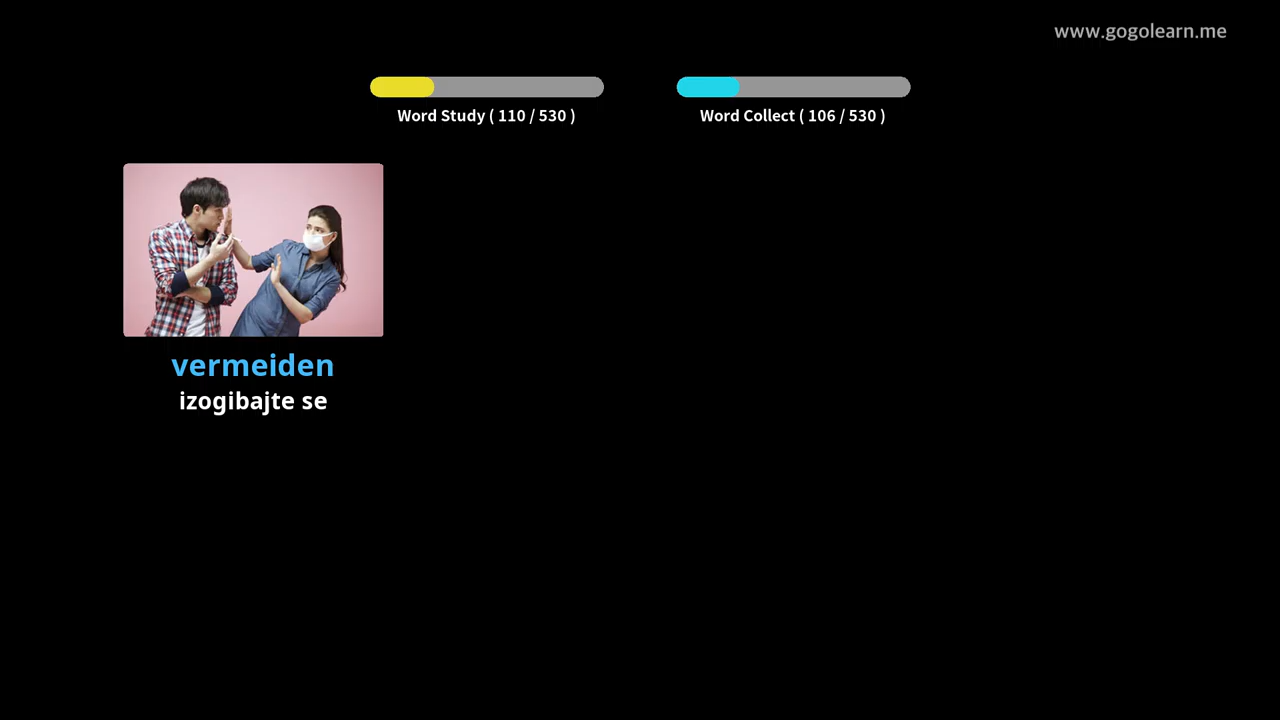 www.gogolearn.me
Word Study ( 110 / 530 )
Word Collect ( 106 / 530 )
vermeiden
izogibajte se